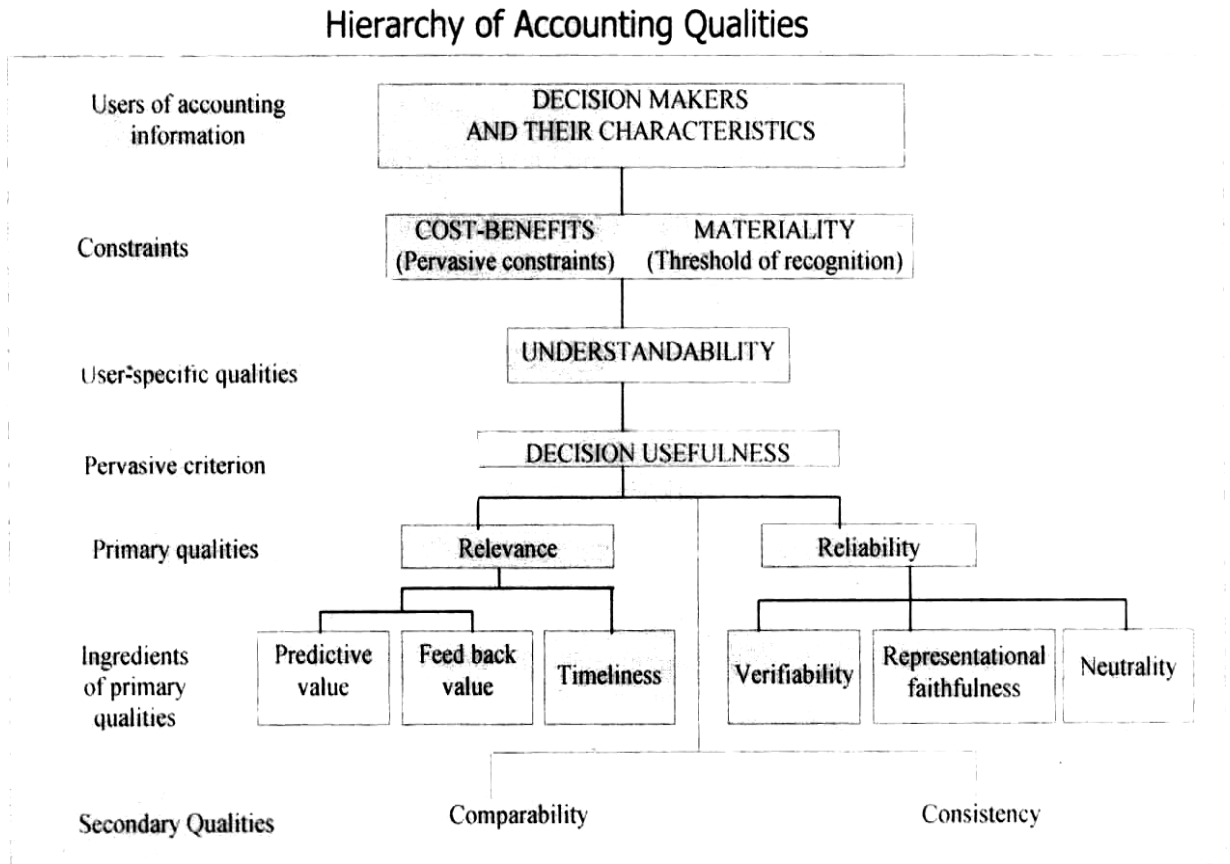 Hierarchy of Accounting Qualities
Users of accounting
information
DECISION MAKERS
AND THEIR CHARACTERISTICS
Constraints
COST-BENEFITS
(Pervasive constraints)
MATERIALITY
(Threshold of recognition)
User-specific qualities
UNDERSTANDABILITY
Pervasive criterion
DECISION USEFULNESS
Primary qualities
Relevance
Reliability
Ingredients
of primary
qualities
Predictive
value
Feed back
value
Timeliness
Verifiability
Representational
faithfulness
Neutrality
Secondary Qualities
Comparability
Consistency